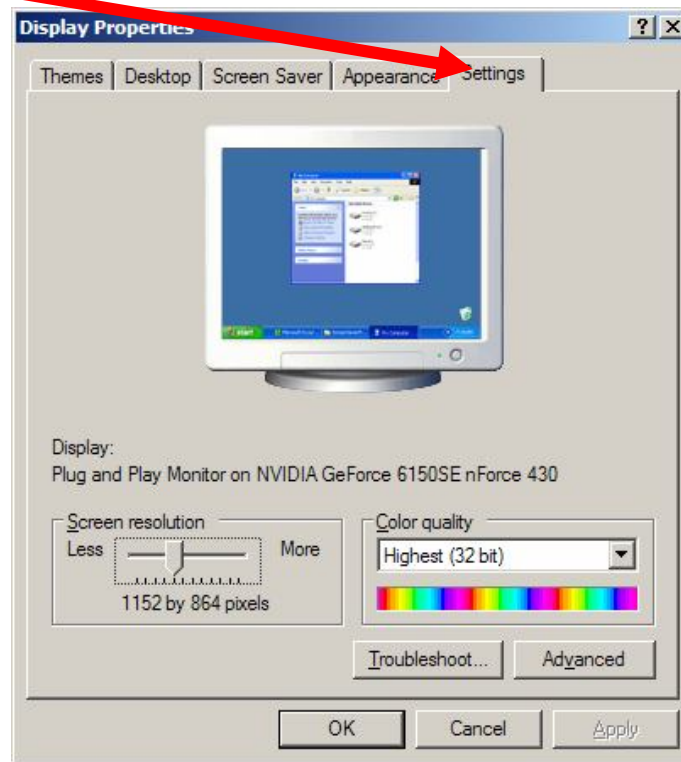 Display Properties
Themes Desktop Screen Saver Appearance Settings
start
Display:
Plug and Play Monitor on NVIDIA GeForce 6150SE nForce 430
Screen resolution
Less More
1152 by 864 pixels
Color quality
Highest (32 bit)
Troubleshoot... Advanced
OK Cancel Apply